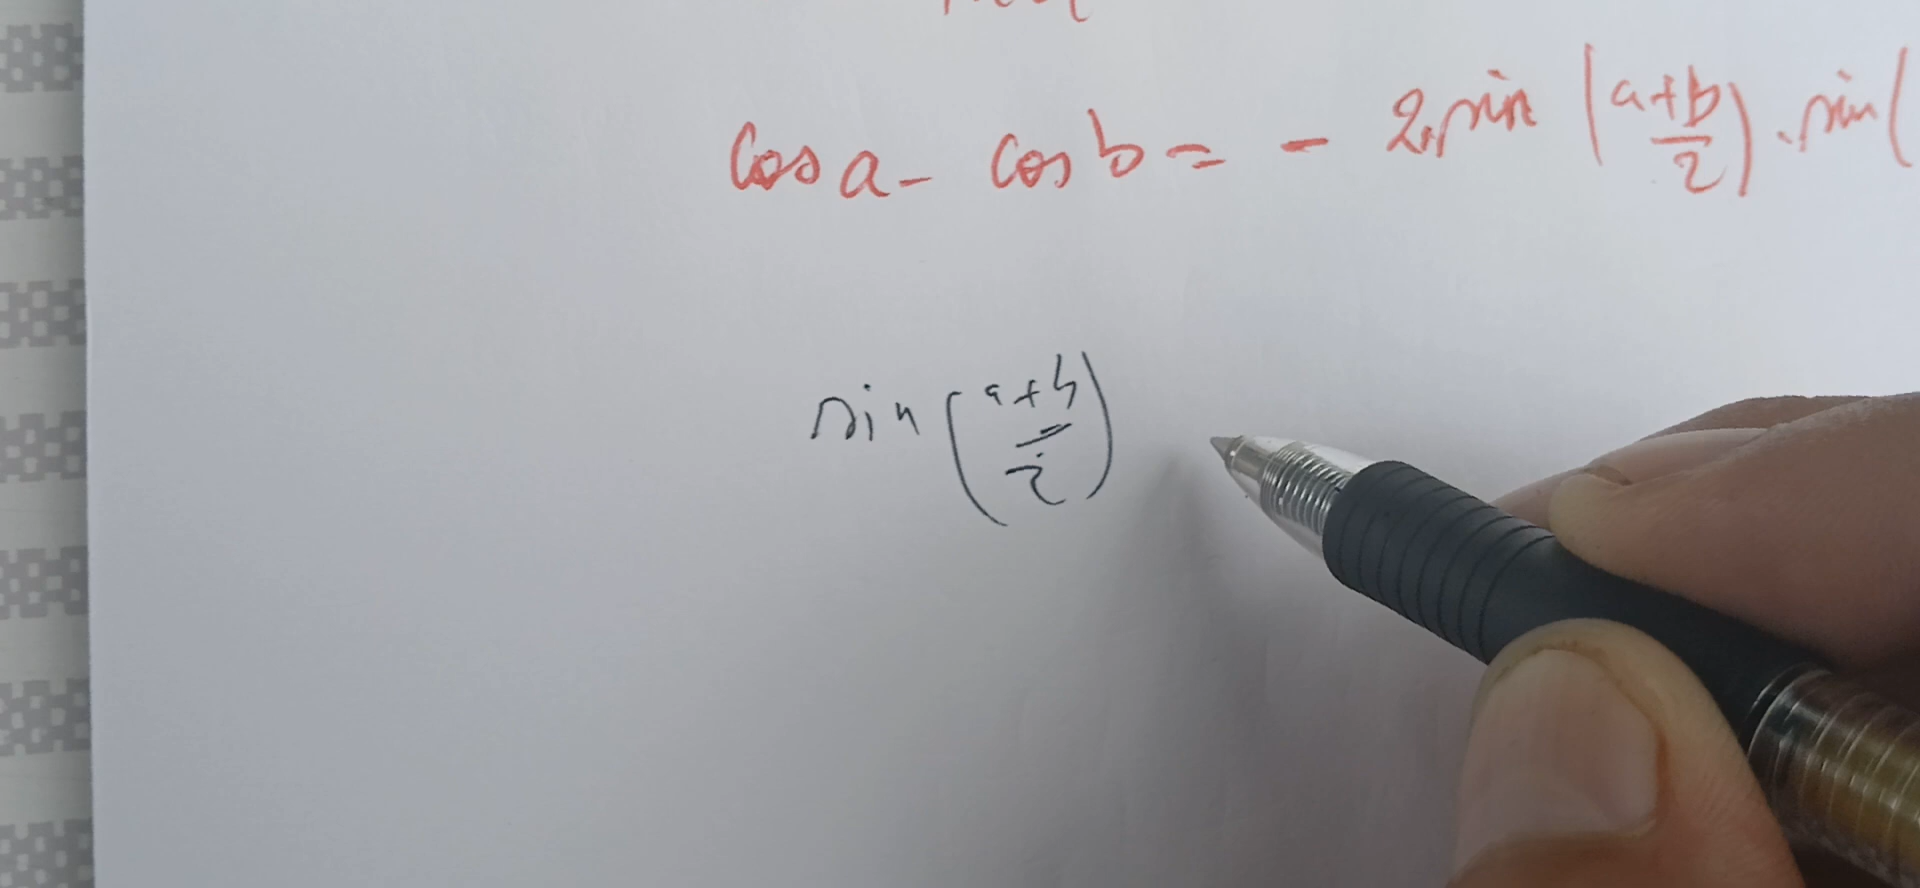 cos a - cos b = - 2 . sin (a+b/2) . sin (
sin (a+b/2)